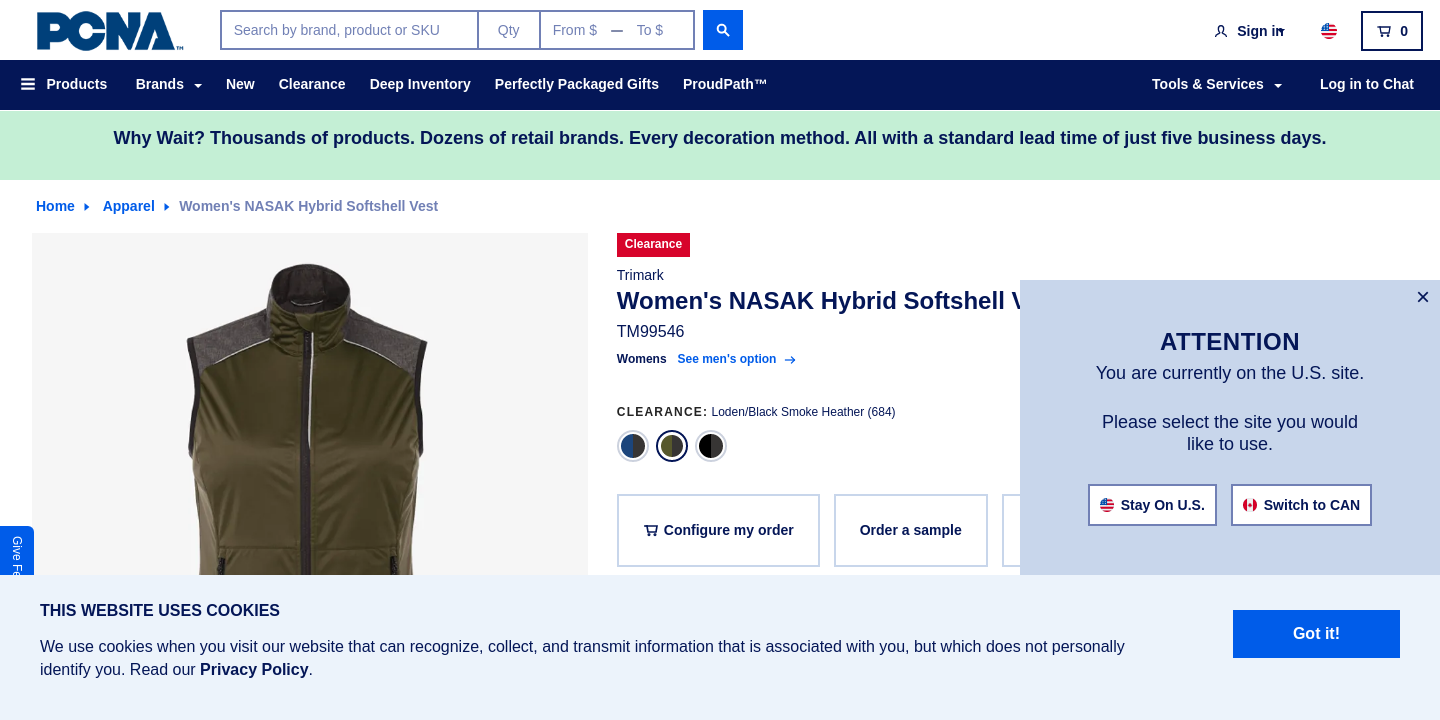 PCNA™
Search by brand, product or SKU
Qty
From $ — To $
Sign in
0
Products
Brands
New
Clearance
Deep Inventory
Perfectly Packaged Gifts
ProudPath™
Tools & Services
Log in to Chat
Why Wait? Thousands of products. Dozens of retail brands. Every decoration method. All with a standard lead time of just five business days.
Home
Apparel
Women's NASAK Hybrid Softshell Vest
Clearance
Trimark
Women's NASAK Hybrid Softshell
TM99546
Womens
See men's option
CLEARANCE: Loden/Black Smoke Heather (684)
Configure my order
Order a sample
×
ATTENTION
You are currently on the U.S. site.
Please select the site you would
like to use.
Stay On U.S.
Switch to CAN
Give
THIS WEBSITE USES COOKIES
We use cookies when you visit our website that can recognize, collect, and transmit information that is associated with you, but which does not personally
identify you. Read our Privacy Policy.
Got it!